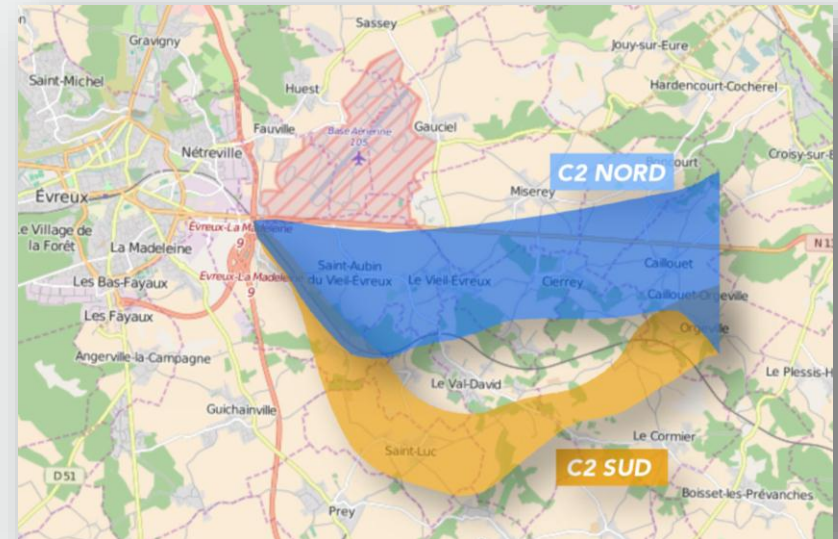 Sassey
Gravigny
Jouy-sur-Eure
Saint-Michel
Huest
Hardencourt-Cocherel
Fauville
Base Aérienne
105
Gauciel
Nétreville
Croisy-sur-E
C2 NORD
Miserey
Évreux
Le Village de
la Forêt
La Madeleine
Évreux-La Madeleine
9
N13
Saint-Aubin
du Vieil-Évreux
Le Vieil-Évreux
Cierrey
Caillouet
Les Bas-Fayaux
Évreux-La Madeleine
9
Caillouet-Orgeville
Les Fayaux
Orgeville
Angerville-la-Campagne
Le Val-David
Le Plessis-H
Guichainville
Le Cormier
Saint-Luc
C2 SUD
D51
Boisset-les-Prévanches
Prey